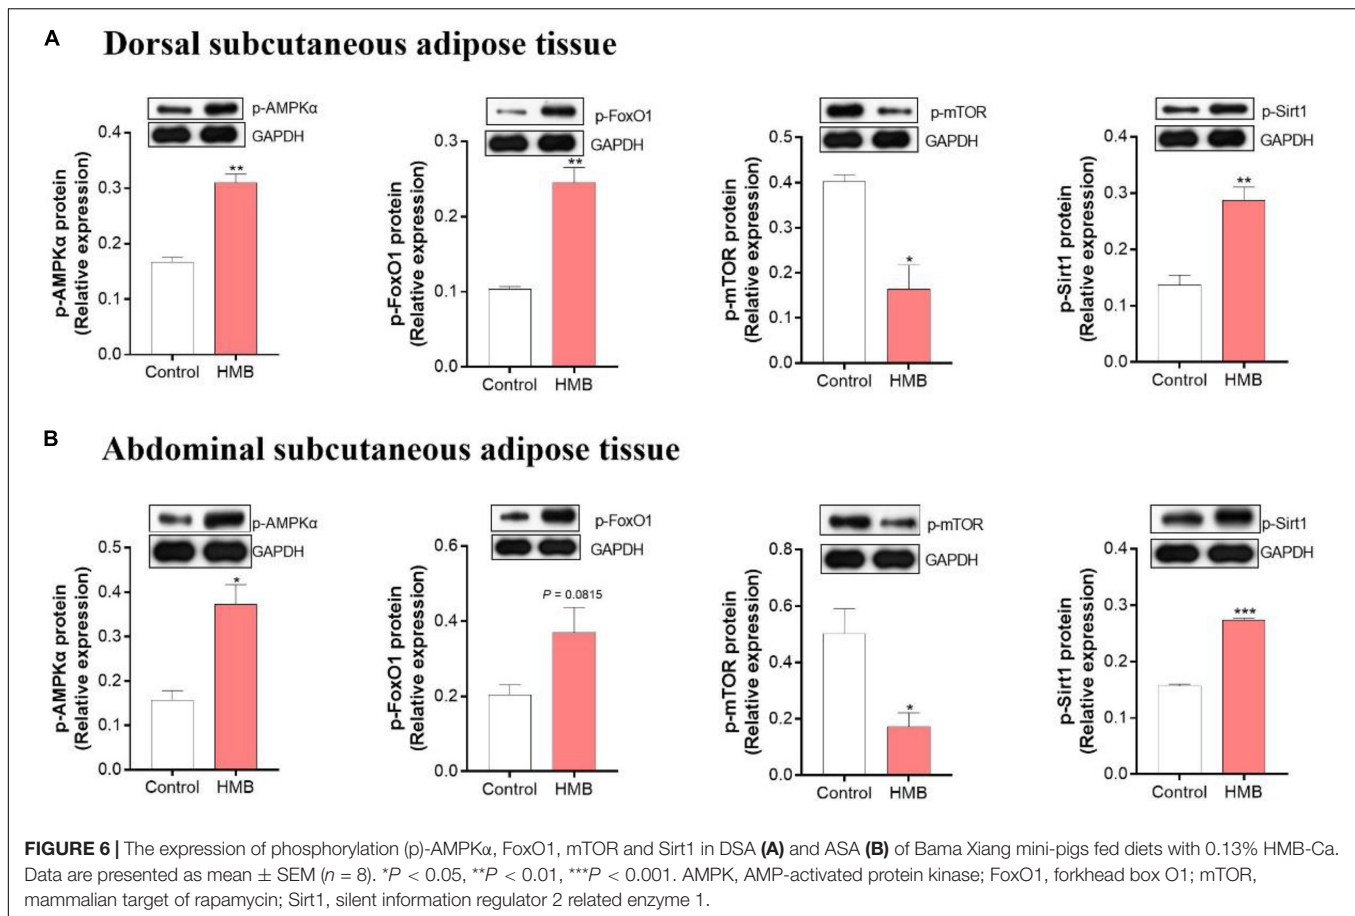 A Dorsal subcutaneous adipose tissue
p-AMPKα
GAPDH
p-AMPKα protein
(Relative expression)
0.4
0.3
0.2
0.1
0.0
**
Control HMB
p-FoxO1
GAPDH
p-FoxO1 protein
(Relative expression)
0.3
0.2
0.1
0.0
**
Control HMB
p-mTOR
GAPDH
p-mTOR protein
(Relative expression)
0.5
0.4
0.3
0.2
0.1
0.0
*
Control HMB
p-Sirt1
GAPDH
p-Sirt1 protein
(Relative expression)
0.4
0.3
0.2
0.1
0.0
**
Control HMB
B Abdominal subcutaneous adipose tissue
p-AMPKα
GAPDH
p-AMPKα protein
(Relative expression)
0.5
0.4
0.3
0.2
0.1
0.0
*
Control HMB
p-FoxO1
GAPDH
p-FoxO1 protein
(Relative expression)
0.6
0.4
0.2
0.0
P = 0.0815
Control HMB
p-mTOR
GAPDH
p-mTOR protein
(Relative expression)
0.8
0.6
0.4
0.2
0.0
*
Control HMB
p-Sirt1
GAPDH
p-Sirt1 protein
(Relative expression)
0.4
0.3
0.2
0.1
0.0
***
Control HMB
FIGURE 6 | The expression of phosphorylation (p)-AMPKα, FoxO1, mTOR and Sirt1 in DSA (A) and ASA (B) of Bama Xiang mini-pigs fed diets with 0.13% HMB-Ca.
Data are presented as mean ± SEM (n = 8). *P < 0.05, **P < 0.01, ***P < 0.001. AMPK, AMP-activated protein kinase; FoxO1, forkhead box O1; mTOR,
mammalian target of rapamycin; Sirt1, silent information regulator 2 related enzyme 1.